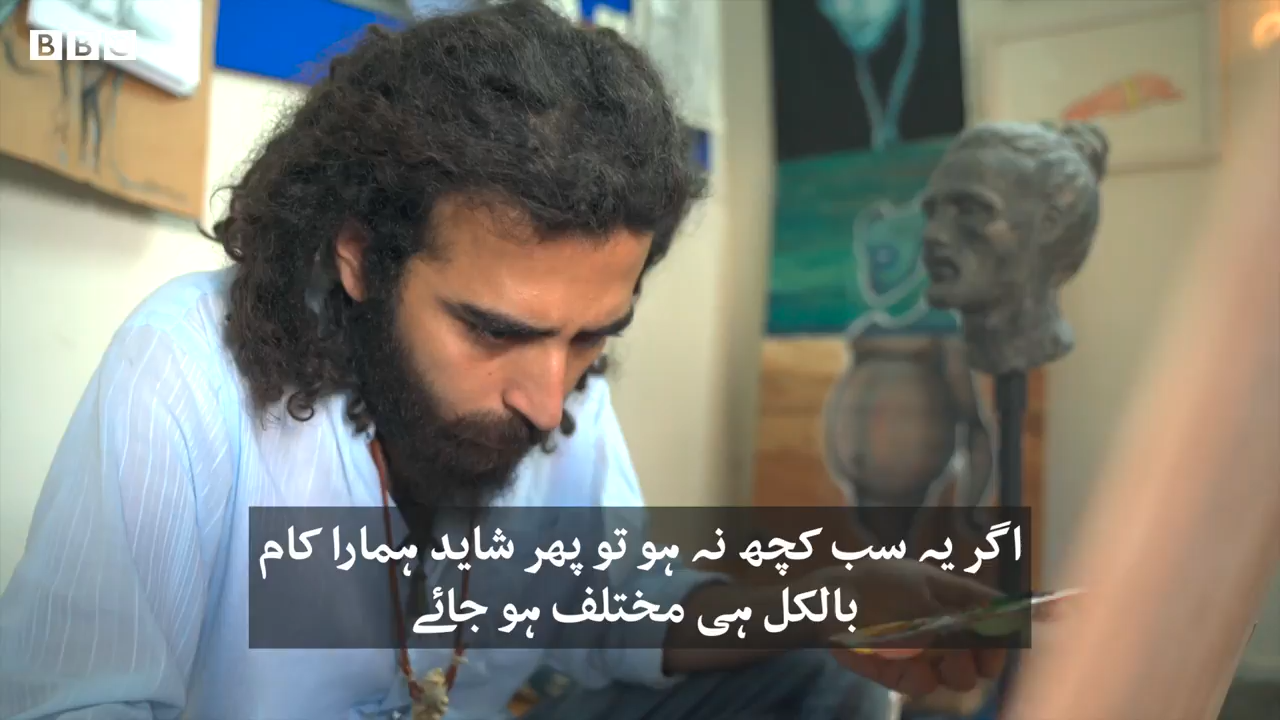 BBC
اگر یہ سب کچھ نہ ہو تو پھر شاید ہمارا کام
بالکل ہی مختلف ہو جائے